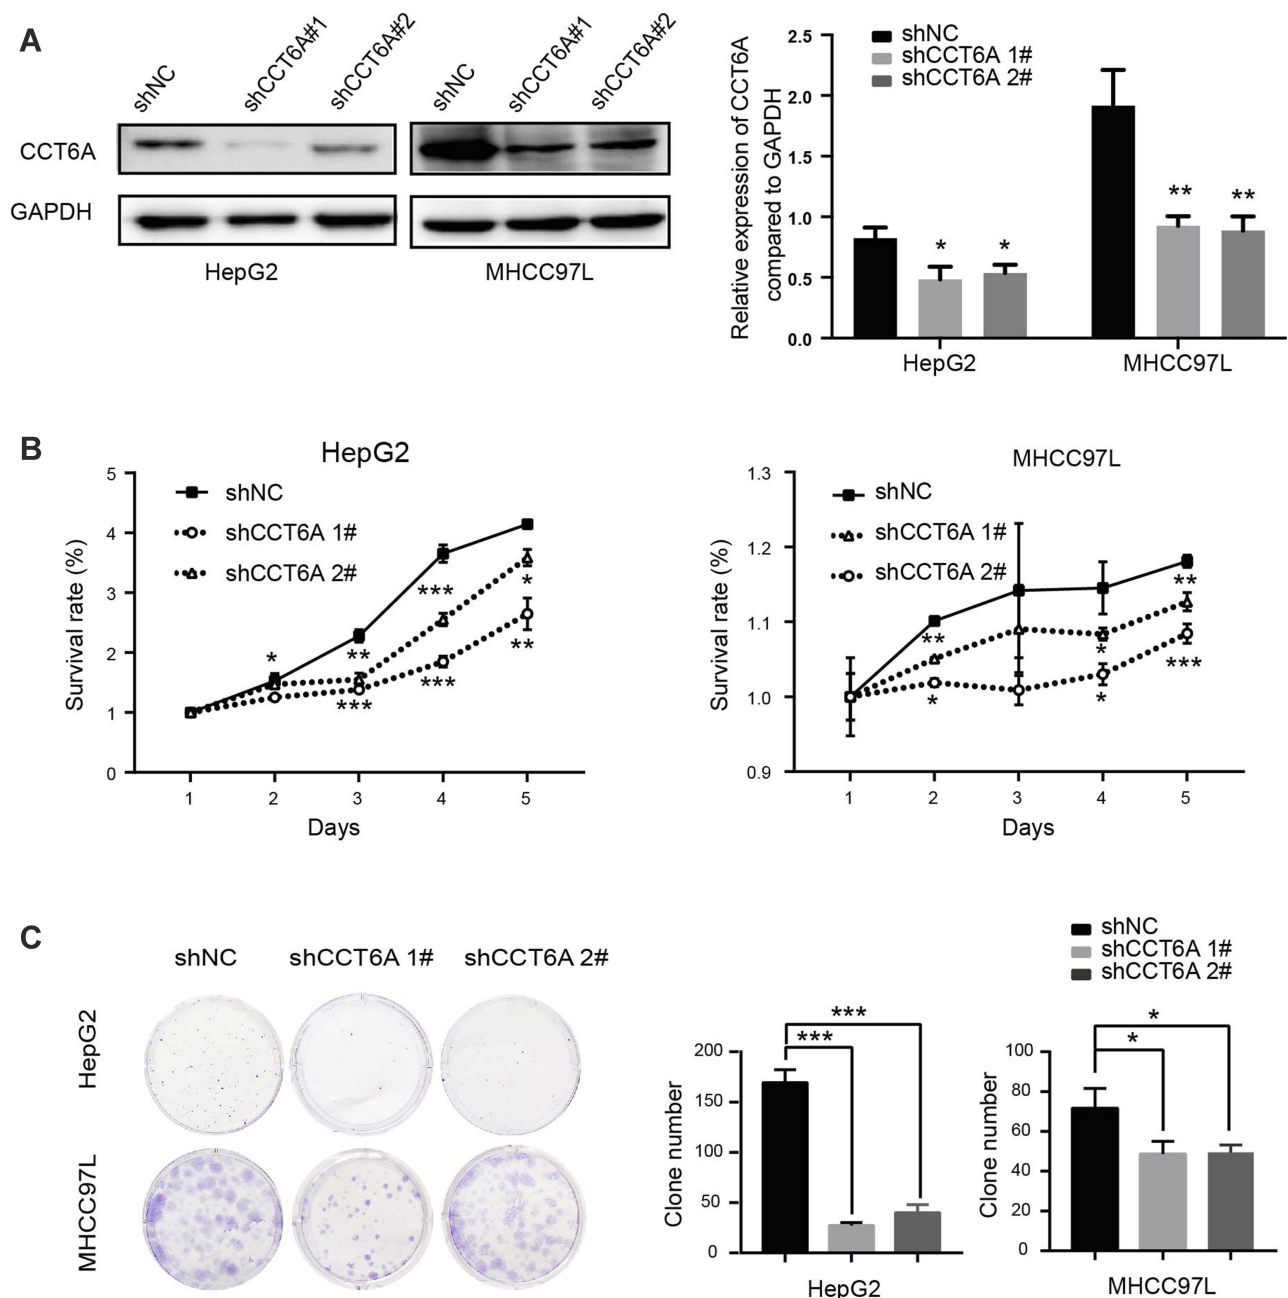 A
shNC
shCCT6A#1
shCCT6A#2
shNC
shCCT6A#1
shCCT6A#2
CCT6A
GAPDH
HepG2
MHCC97L
Relative expression of CCT6A
compared to GAPDH
2.5
2.0
1.5
1.0
0.5
0.0
shNC
shCCT6A 1#
shCCT6A 2#
*
*
**
**
HepG2
MHCC97L
B
HepG2
Survival rate (%)
5
4
3
2
1
0
shNC
shCCT6A 1#
shCCT6A 2#
*
**
***
***
***
*
**
1 2 3 4 5
Days
MHCC97L
Survival rate (%)
1.3
1.2
1.1
1.0
0.9
shNC
shCCT6A 1#
shCCT6A 2#
**
*
*
*
**
***
1 2 3 4 5
Days
C
shNC shCCT6A 1# shCCT6A 2#
HepG2
MHCC97L
Clone number
200
150
100
50
0
***
***
HepG2
shNC
shCCT6A 1#
shCCT6A 2#
Clone number
100
80
60
40
20
0
*
*
MHCC97L